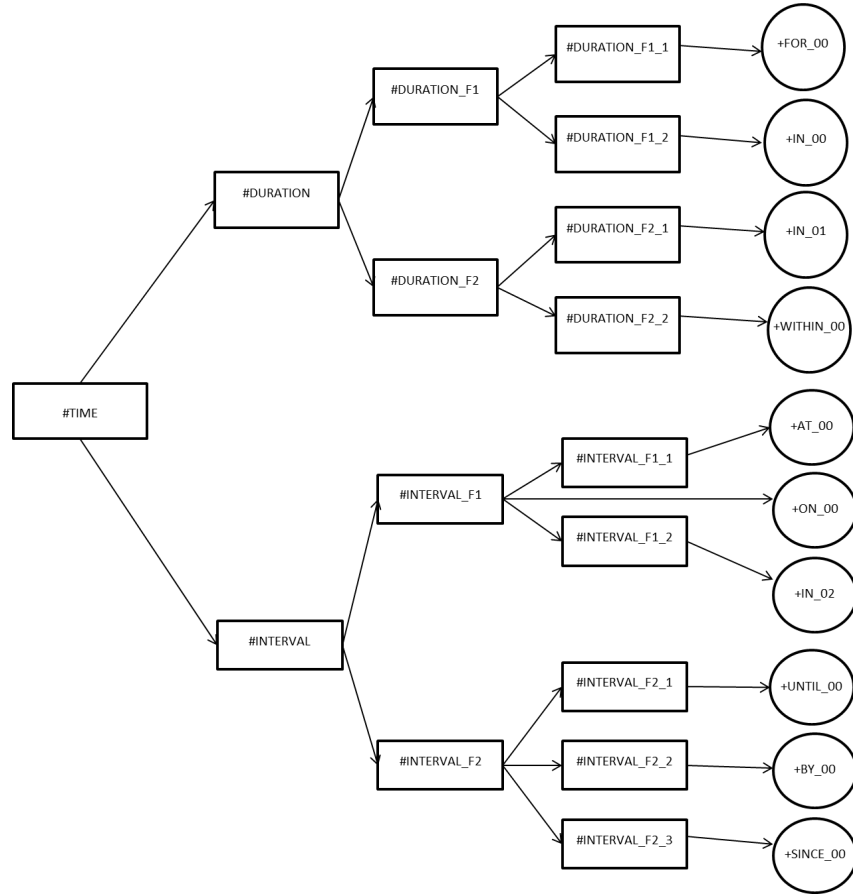 +FOR_00
#DURATION_F1_1
#DURATION_F1
#DURATION_F1_2
+IN_00
#DURATION
#DURATION_F2_1
+IN_01
#DURATION_F2
#DURATION_F2_2
+WITHIN_00
#TIME
+AT_00
#INTERVAL_F1_1
#INTERVAL_F1
+ON_00
#INTERVAL_F1_2
+IN_02
#INTERVAL
#INTERVAL_F2_1
+UNTIL_00
#INTERVAL_F2
#INTERVAL_F2_2
+BY_00
#INTERVAL_F2_3
+SINCE_00